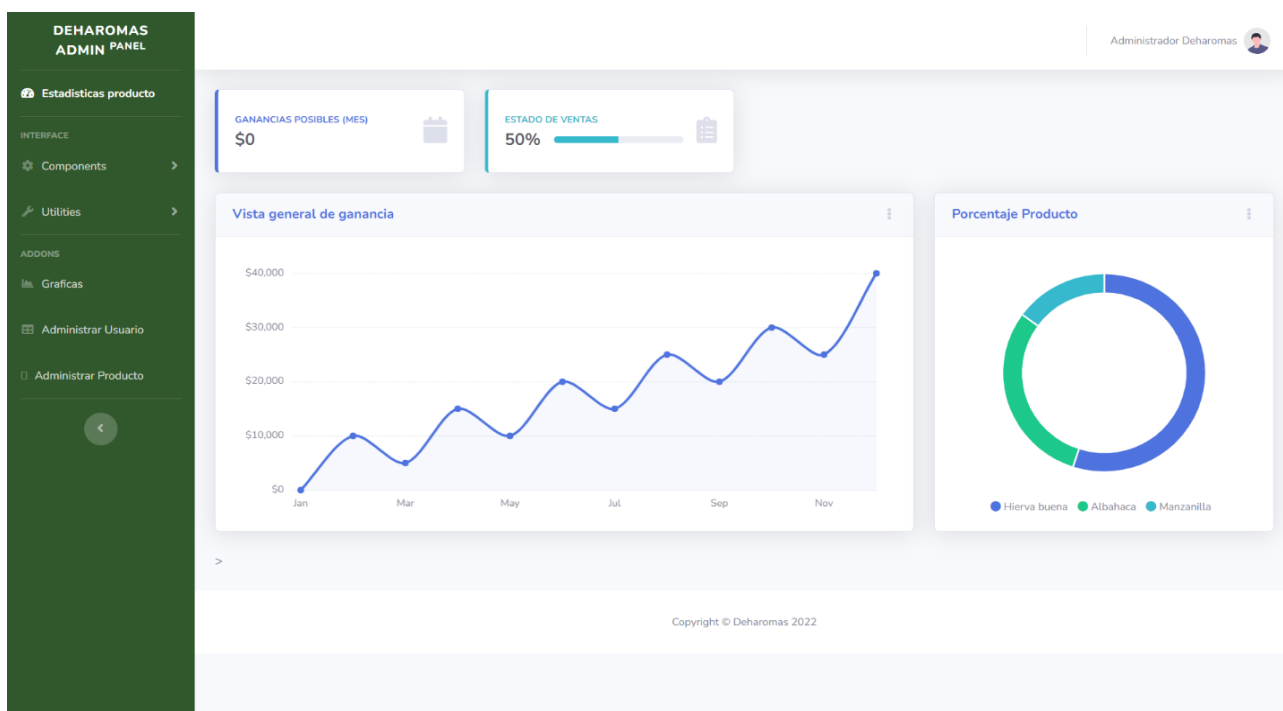 DEHAROMAS
ADMIN PANEL
Administrador Deharomas
Estadisticas producto
INTERFACE
Components
Utilities
ADDONS
Graficas
Administrar Usuario
Administrar Producto
GANANCIAS POSIBLES (MES)
$0
ESTADO DE VENTAS
50%
Vista general de ganancia
$40,000
$30,000
$20,000
$10,000
$0
Jan Mar May Jul Sep Nov
Porcentaje Producto
Hierva buena Albahaca Manzanilla
>
Copyright © Deharomas 2022